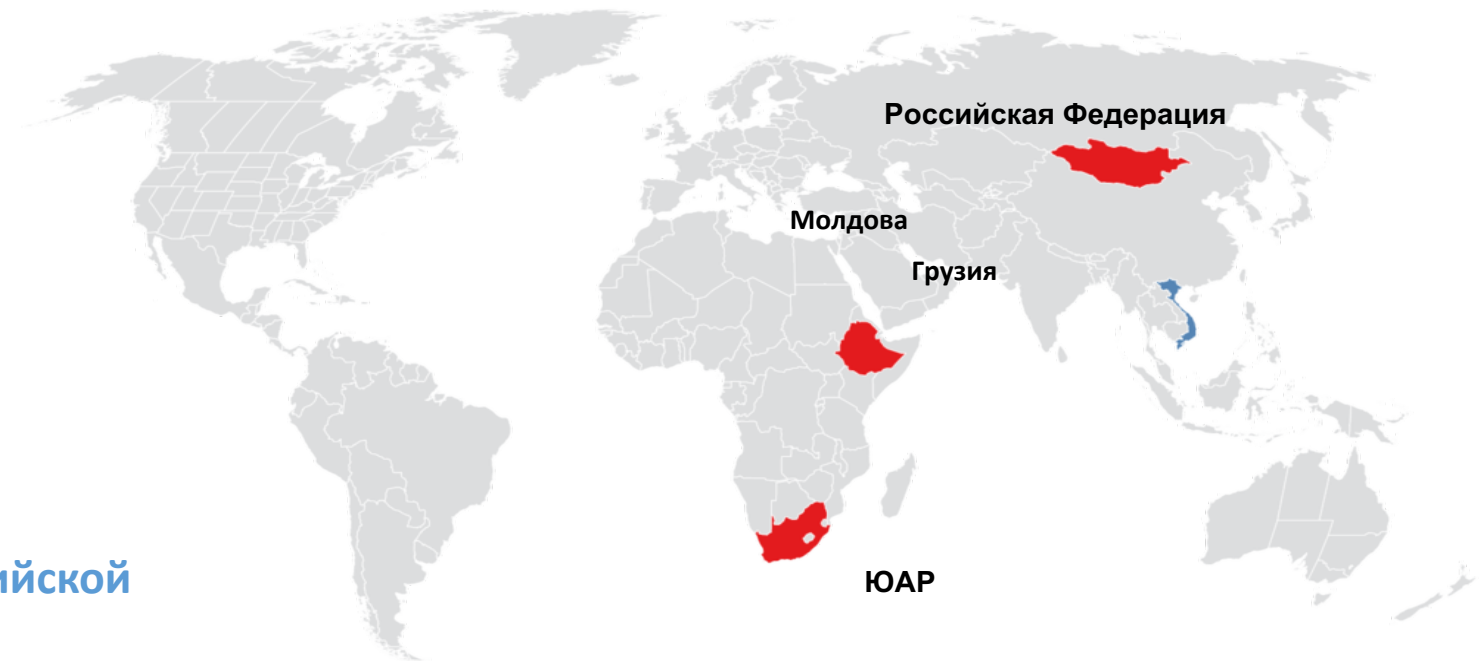 Российская Федерация
Молдова
Грузия
ийской
ЮАР